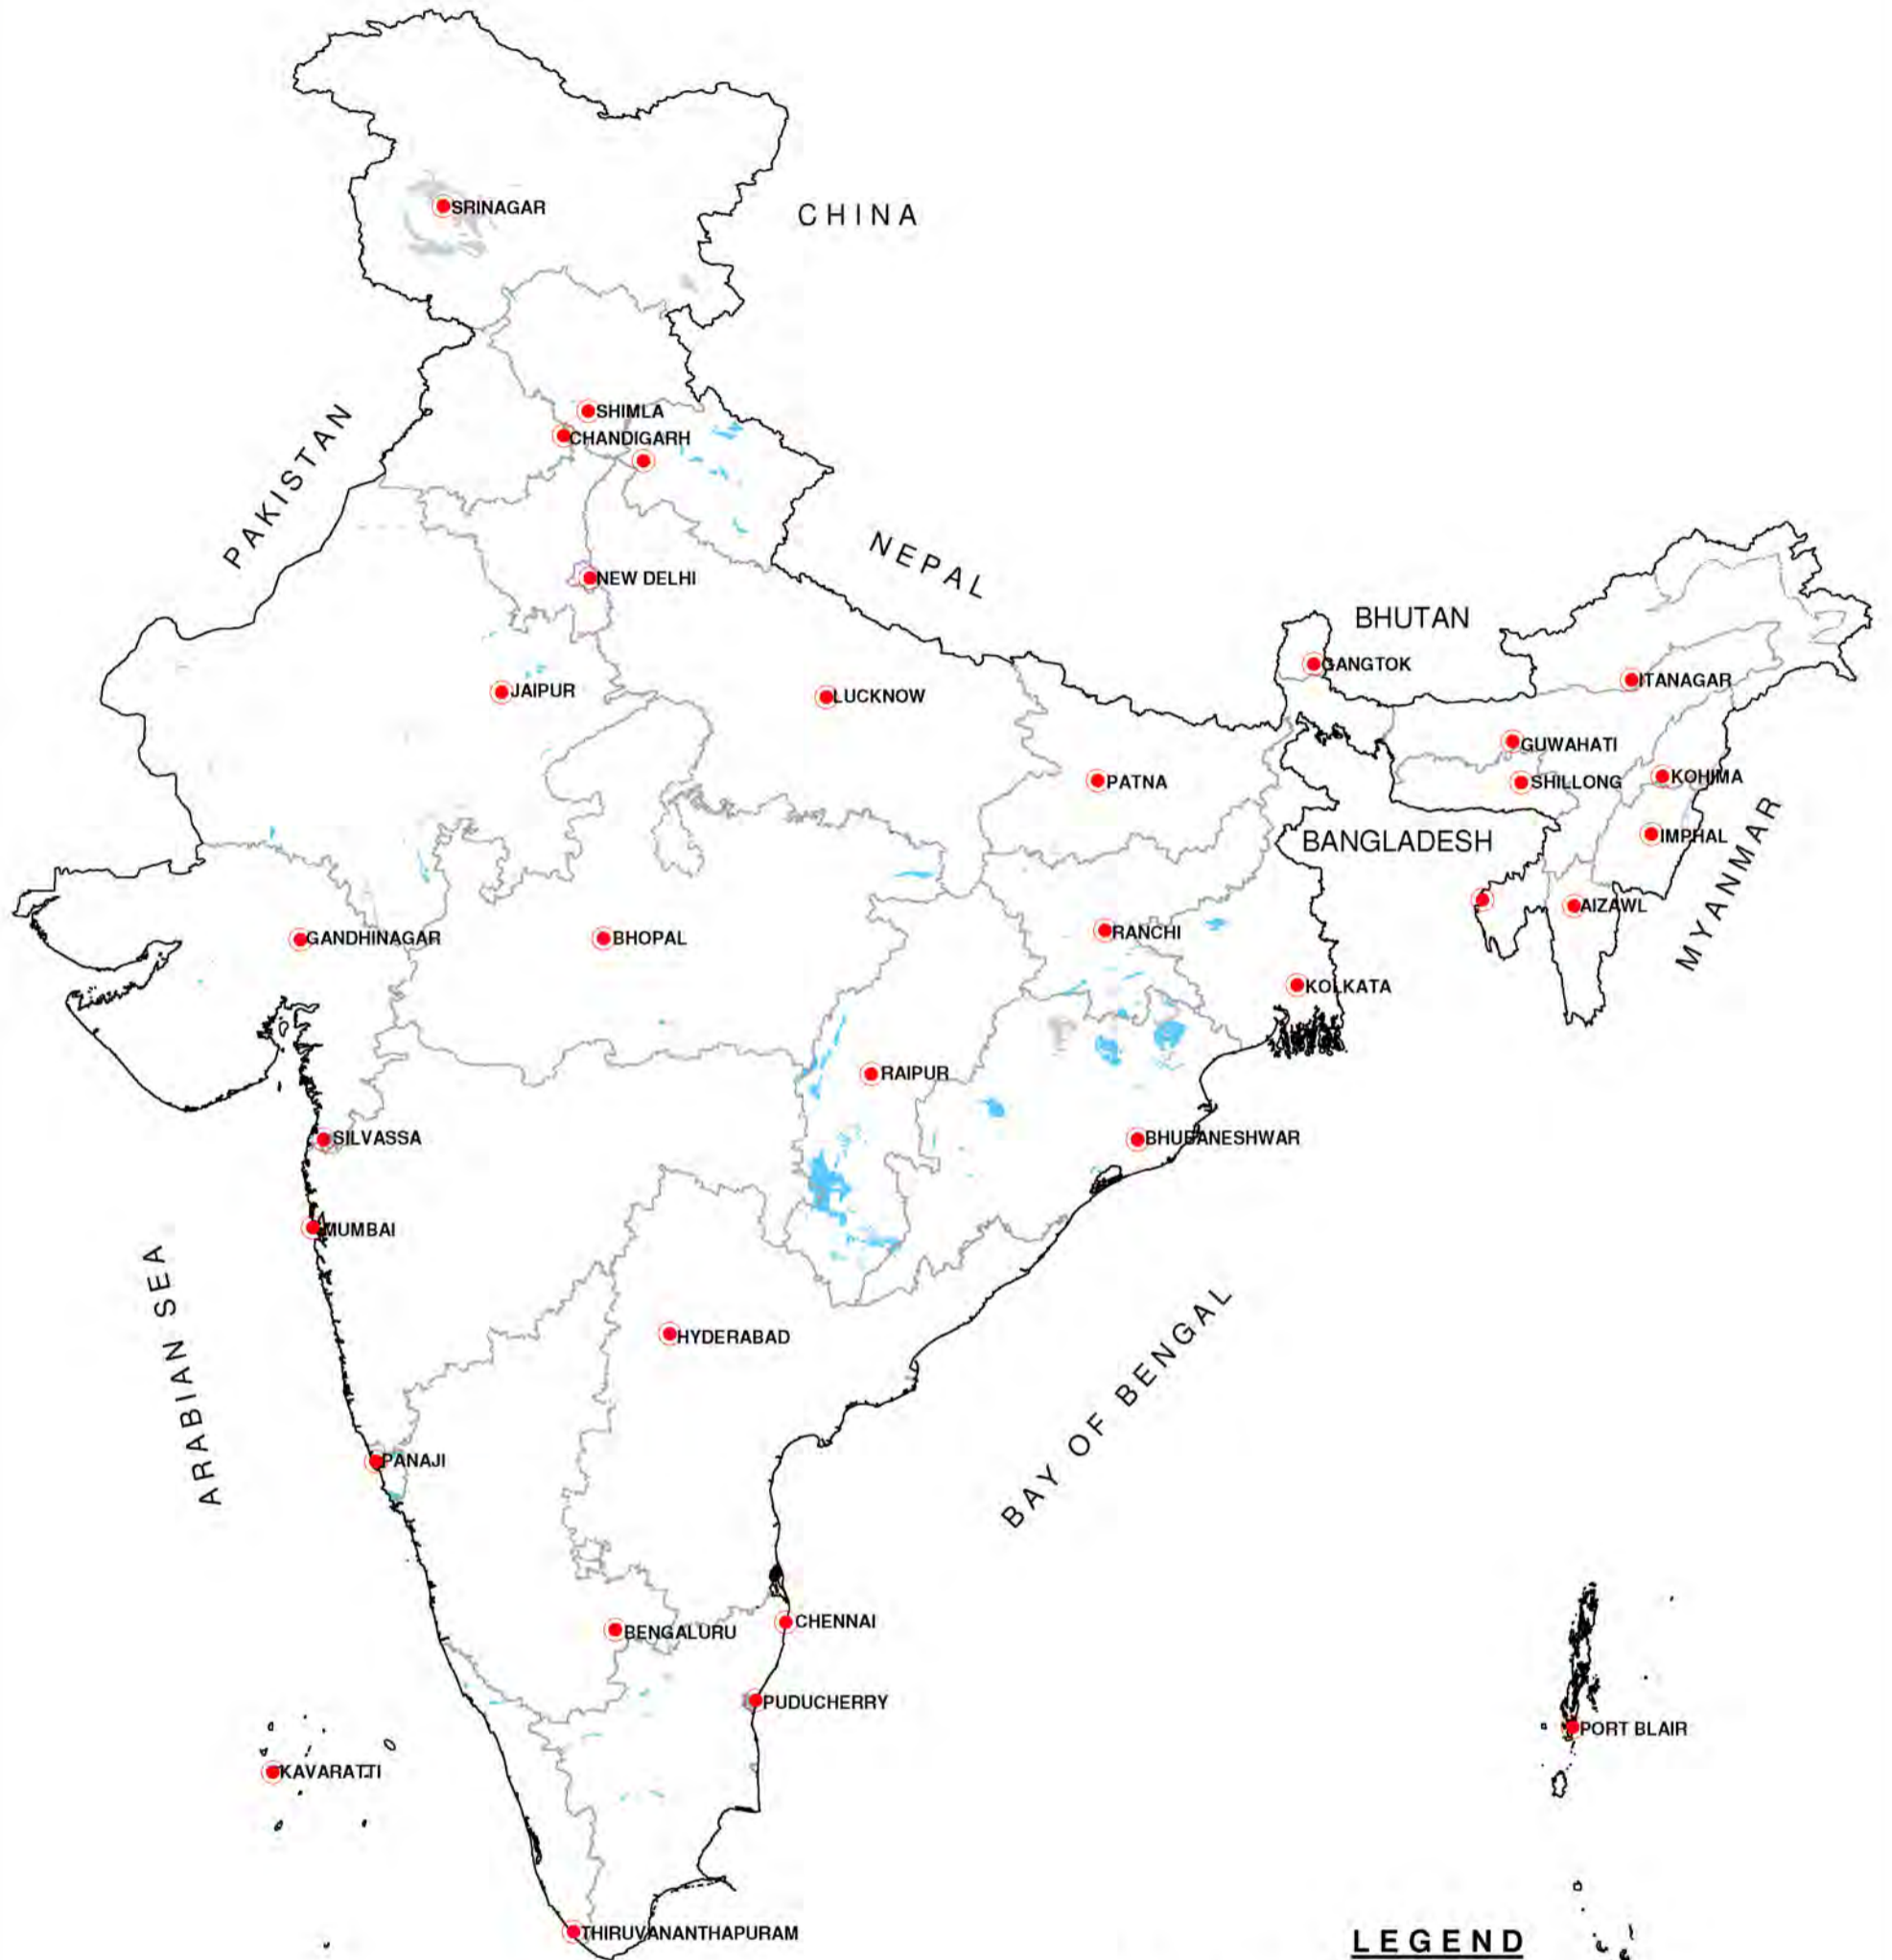 SRINAGAR
CHINA
SHIMLA
CHANDIGARH
PAKISTAN
NEPAL
NEW DELHI
BHUTAN
GANGTOK
ITANAGAR
JAIPUR
LUCKNOW
GUWAHATI
PATNA
SHILLONG
KOHIMA
BANGLADESH
IMPHAL
MYANMAR
AIZAWL
GANDHINAGAR
BHOPAL
RANCHI
KOLKATA
RAIPUR
SILVASSA
BHUBANESHWAR
MUMBAI
ARABIAN SEA
HYDERABAD
BAY OF BENGAL
PANAJI
BENGALURU
CHENNAI
PUDUCHERRY
PORT BLAIR
KAVARATTI
THIRUVANANTHAPURAM
LEGEND